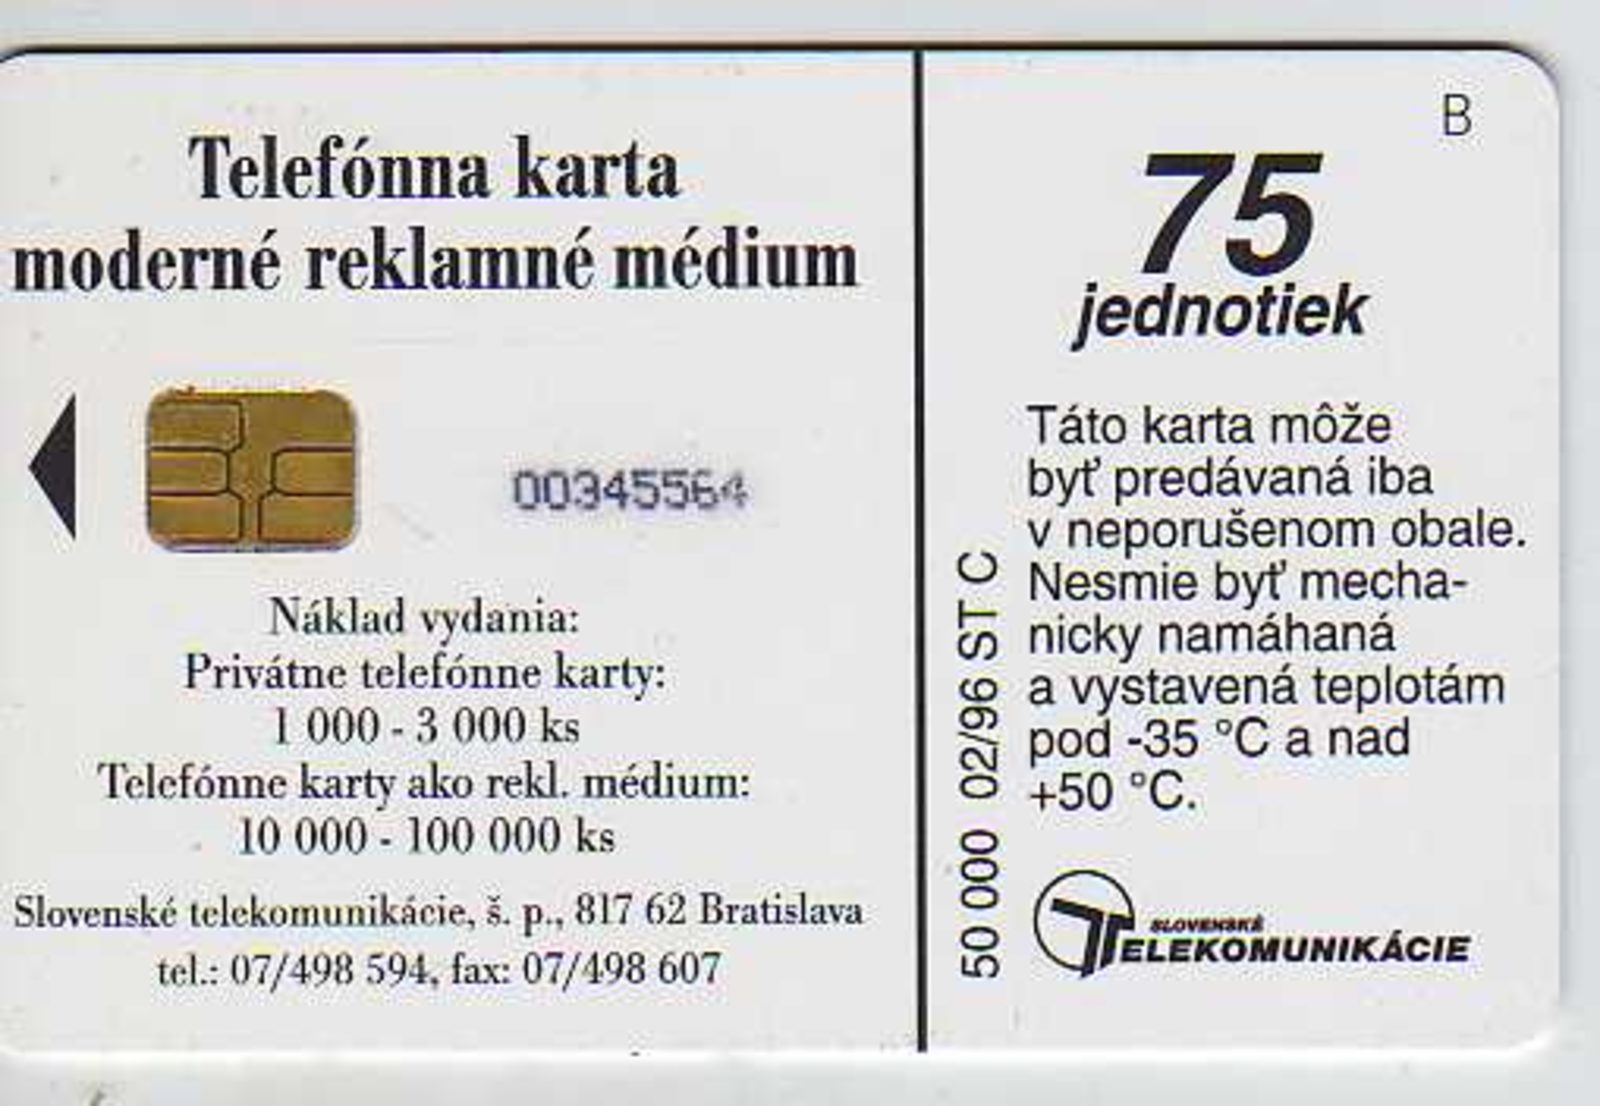 Telefónna karta
moderné reklamné médium
00345564
Náklad vydania:
Privátne telefónne karty:
1 000 - 3 000 ks
Telefónne karty ako rekl. médium:
10 000 - 100 000 ks
Slovenské telekomunikácie, š. p., 817 62 Bratislava
tel.: 07/498 594, fax: 07/498 607
B
75
jednotiek
Táto karta môže
byť predávaná iba
v neporušenom obale.
Nesmie byť mecha-
nicky namáhaná
a vystavená teplotám
pod -35 °C a nad
+50 °C.
50 000 02/96 ST C
SLOVENSKÉ
TELEKOMUNIKÁCIE